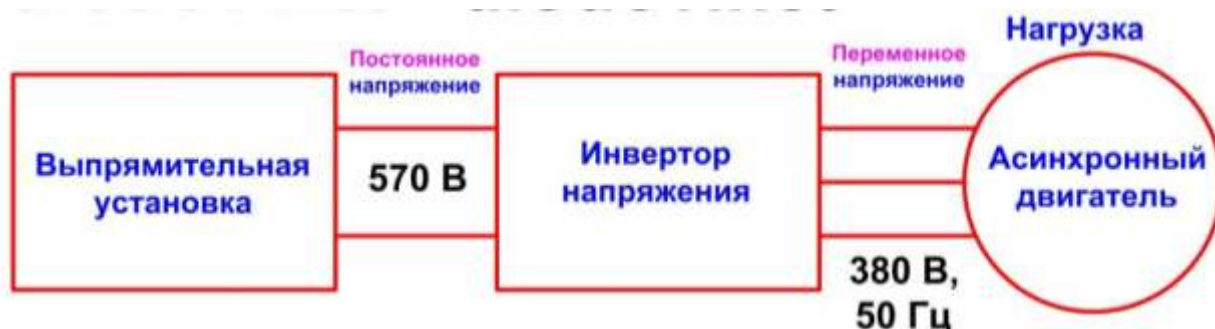 Нагрузка
Постоянное
напряжение
Переменное
напряжение
Выпрямительная
установка
570 В
Инвертор
напряжения
Асинхронный
двигатель
380 В,
50 Гц